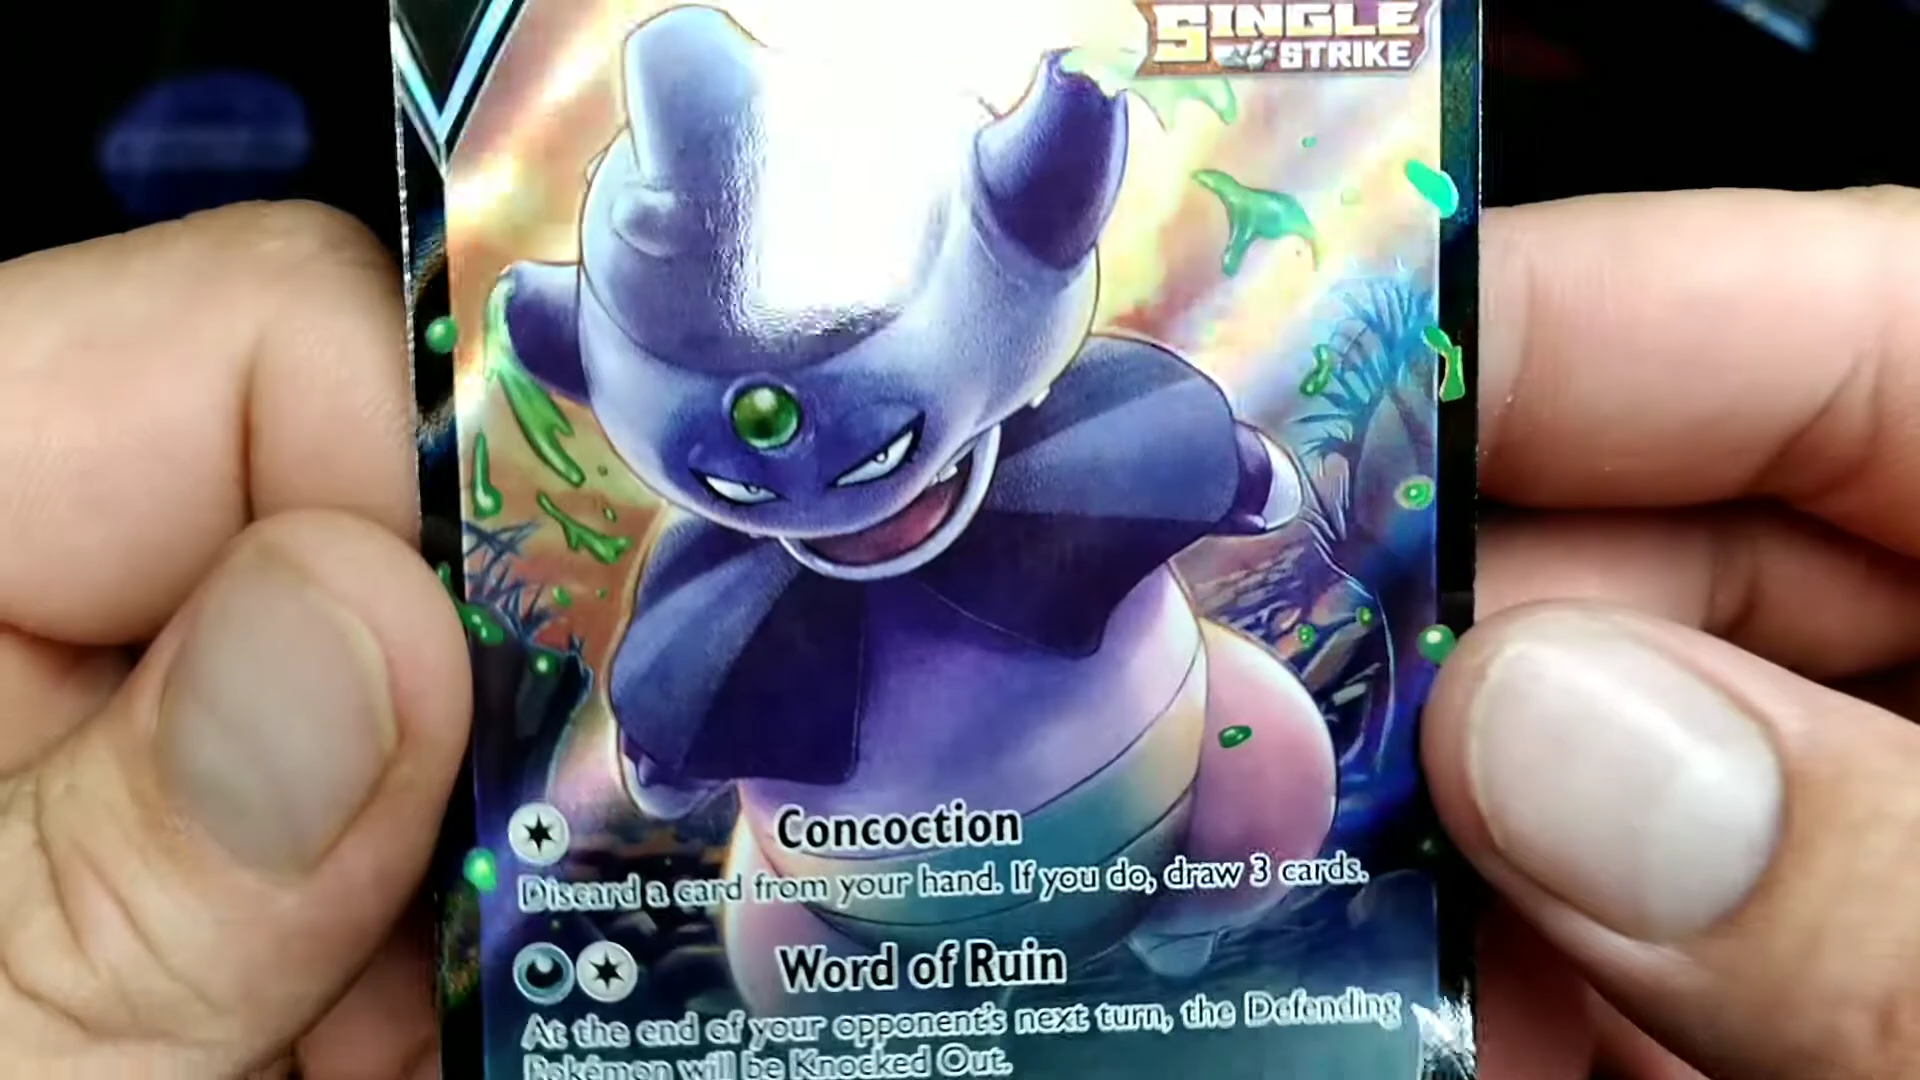 SINGLE
STRIKE
Concoction
Discard a card from your hand. If you do, draw 3 cards.
Word of Ruin
At the end of your opponent's next turn, the Defending
Pokémon will be Knocked Out.